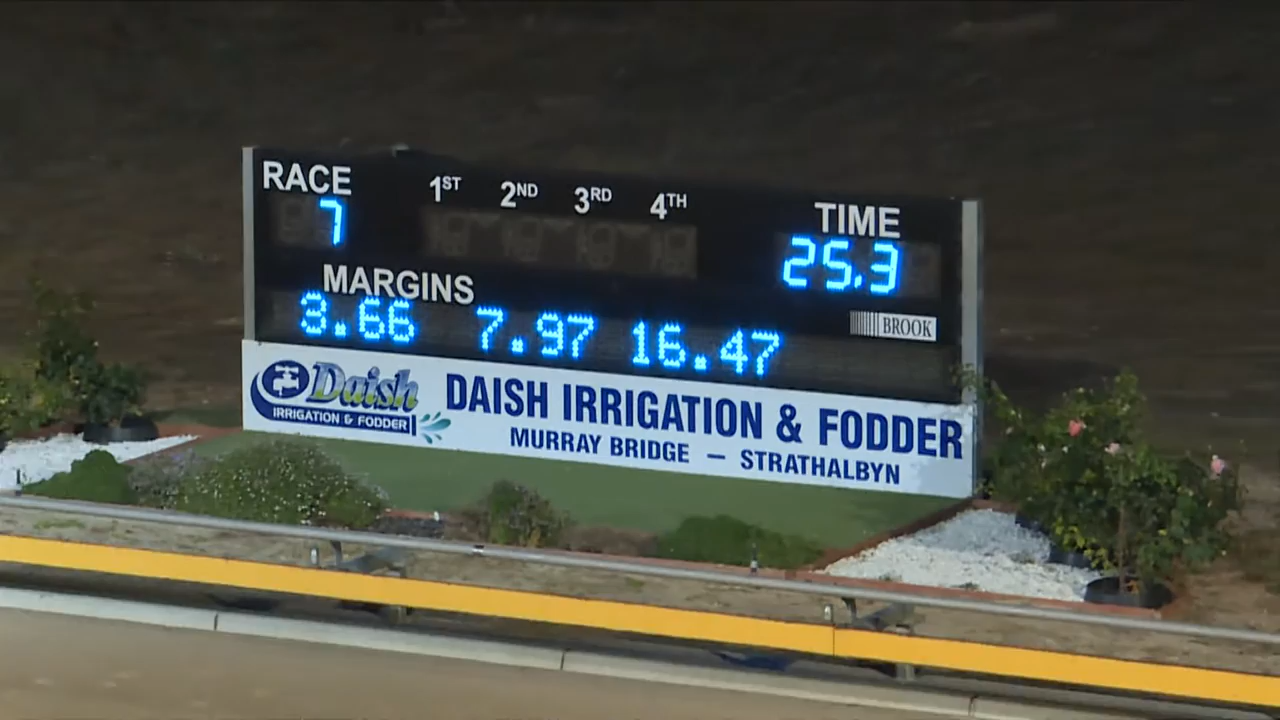 RACE 1ST 2ND 3RD 4TH TIME
7 25.3
MARGINS
3.66 7.97 16.47
BROOK
Daish
IRRIGATION & FODDER
DAISH IRRIGATION & FODDER
MURRAY BRIDGE – STRATHALBYN